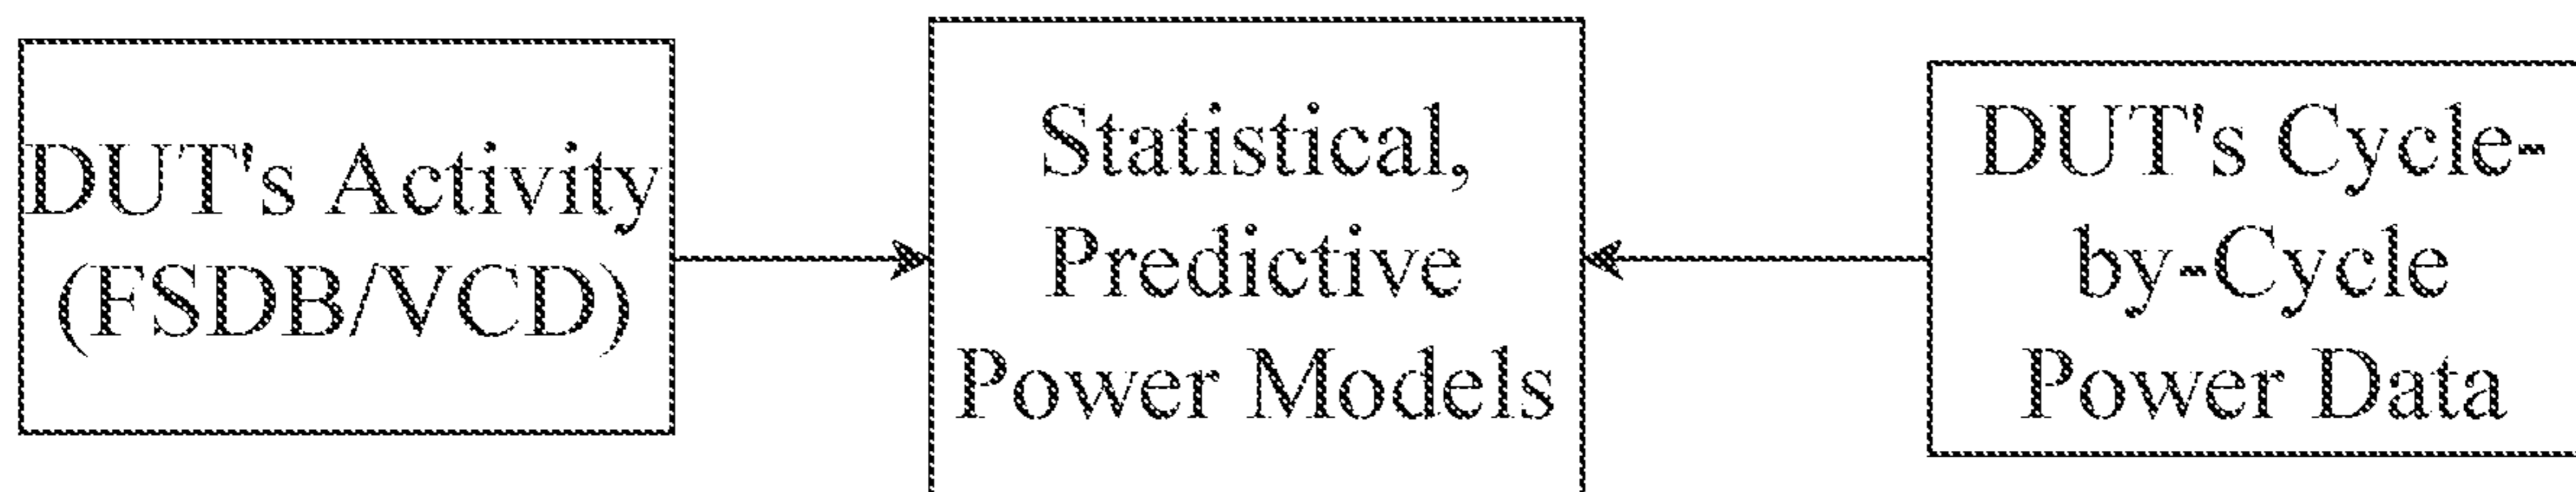 DUT's Activity
(FSDB/VCD)
Statistical,
Predictive
Power Models
DUT's Cycle-
by-Cycle
Power Data